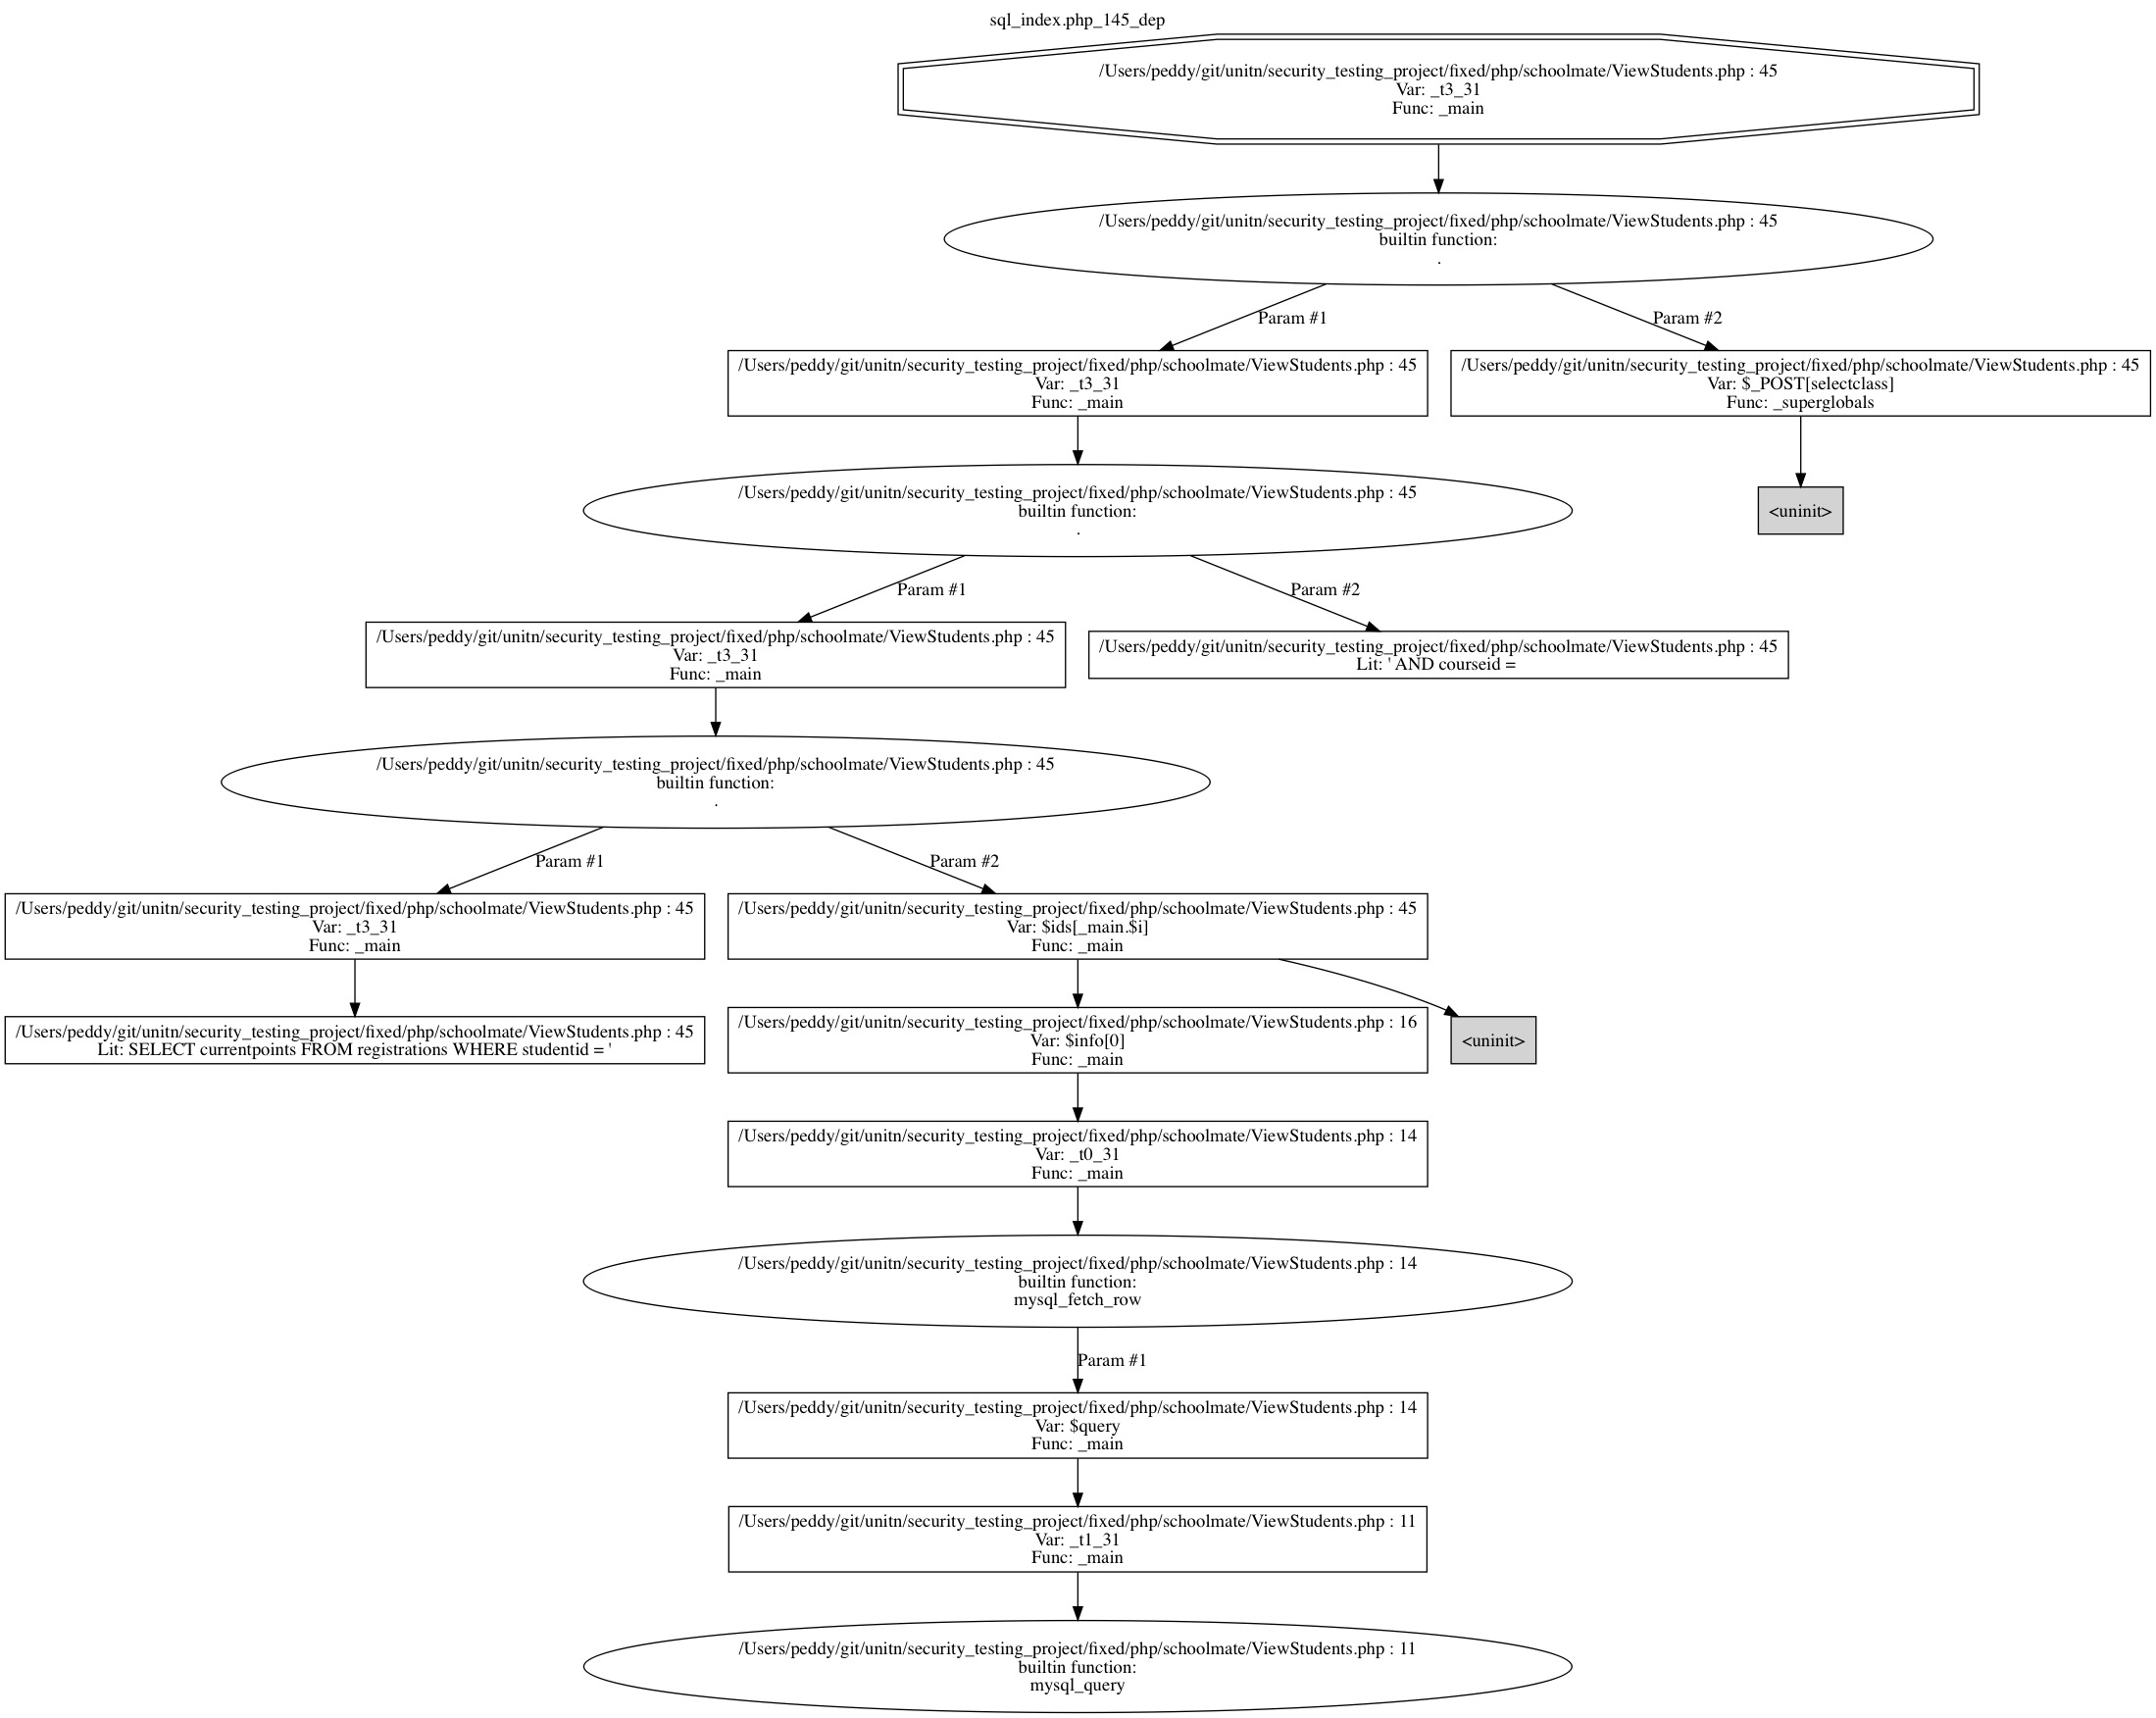 sql_index.php_145_dep
/Users/peddy/git/unitn/security_testing_project/fixed/php/schoolmate/ViewStudents.php : 45
Var: _t3_31
Func: _main
/Users/peddy/git/unitn/security_testing_project/fixed/php/schoolmate/ViewStudents.php : 45
builtin function:
.
Param #1
Param #2
/Users/peddy/git/unitn/security_testing_project/fixed/php/schoolmate/ViewStudents.php : 45
Var: _t3_31
Func: _main
/Users/peddy/git/unitn/security_testing_project/fixed/php/schoolmate/ViewStudents.php : 45
Var: $_POST[selectclass]
Func: _superglobals
/Users/peddy/git/unitn/security_testing_project/fixed/php/schoolmate/ViewStudents.php : 45
builtin function:
.
<uninit>
Param #1
Param #2
/Users/peddy/git/unitn/security_testing_project/fixed/php/schoolmate/ViewStudents.php : 45
Var: _t3_31
Func: _main
/Users/peddy/git/unitn/security_testing_project/fixed/php/schoolmate/ViewStudents.php : 45
Lit: ' AND courseid =
/Users/peddy/git/unitn/security_testing_project/fixed/php/schoolmate/ViewStudents.php : 45
builtin function:
.
Param #1
Param #2
/Users/peddy/git/unitn/security_testing_project/fixed/php/schoolmate/ViewStudents.php : 45
Var: _t3_31
Func: _main
/Users/peddy/git/unitn/security_testing_project/fixed/php/schoolmate/ViewStudents.php : 45
Var: $ids[_main.$i]
Func: _main
/Users/peddy/git/unitn/security_testing_project/fixed/php/schoolmate/ViewStudents.php : 45
Lit: SELECT currentpoints FROM registrations WHERE studentid = '
/Users/peddy/git/unitn/security_testing_project/fixed/php/schoolmate/ViewStudents.php : 16
Var: $info[0]
Func: _main
<uninit>
/Users/peddy/git/unitn/security_testing_project/fixed/php/schoolmate/ViewStudents.php : 14
Var: _t0_31
Func: _main
/Users/peddy/git/unitn/security_testing_project/fixed/php/schoolmate/ViewStudents.php : 14
builtin function:
mysql_fetch_row
Param #1
/Users/peddy/git/unitn/security_testing_project/fixed/php/schoolmate/ViewStudents.php : 14
Var: $query
Func: _main
/Users/peddy/git/unitn/security_testing_project/fixed/php/schoolmate/ViewStudents.php : 11
Var: _t1_31
Func: _main
/Users/peddy/git/unitn/security_testing_project/fixed/php/schoolmate/ViewStudents.php : 11
builtin function:
mysql_query